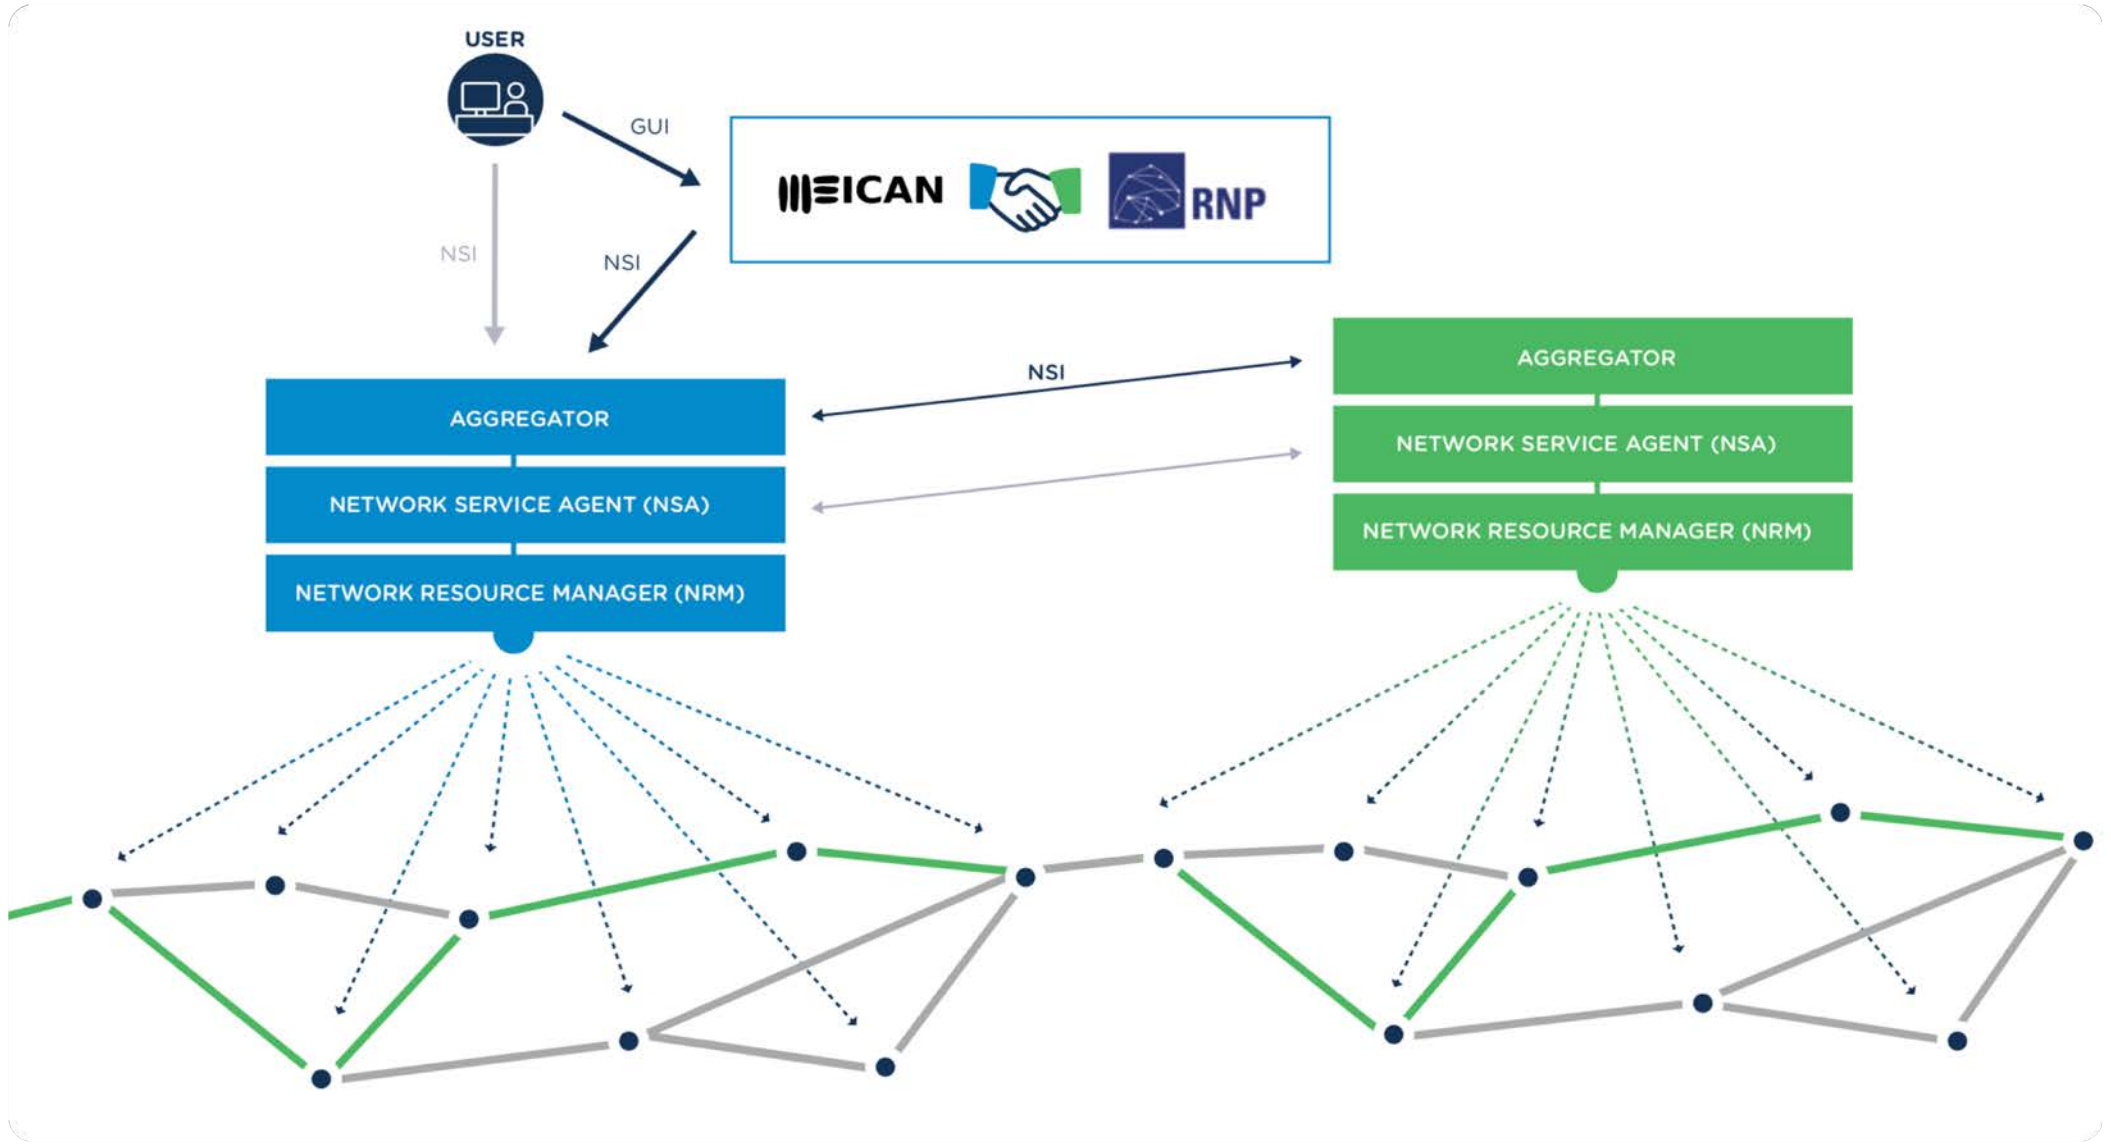 USER
GUI
MEICAN
RNP
NSI
NSI
NSI
AGGREGATOR
NETWORK SERVICE AGENT (NSA)
NETWORK RESOURCE MANAGER (NRM)
AGGREGATOR
NETWORK SERVICE AGENT (NSA)
NETWORK RESOURCE MANAGER (NRM)